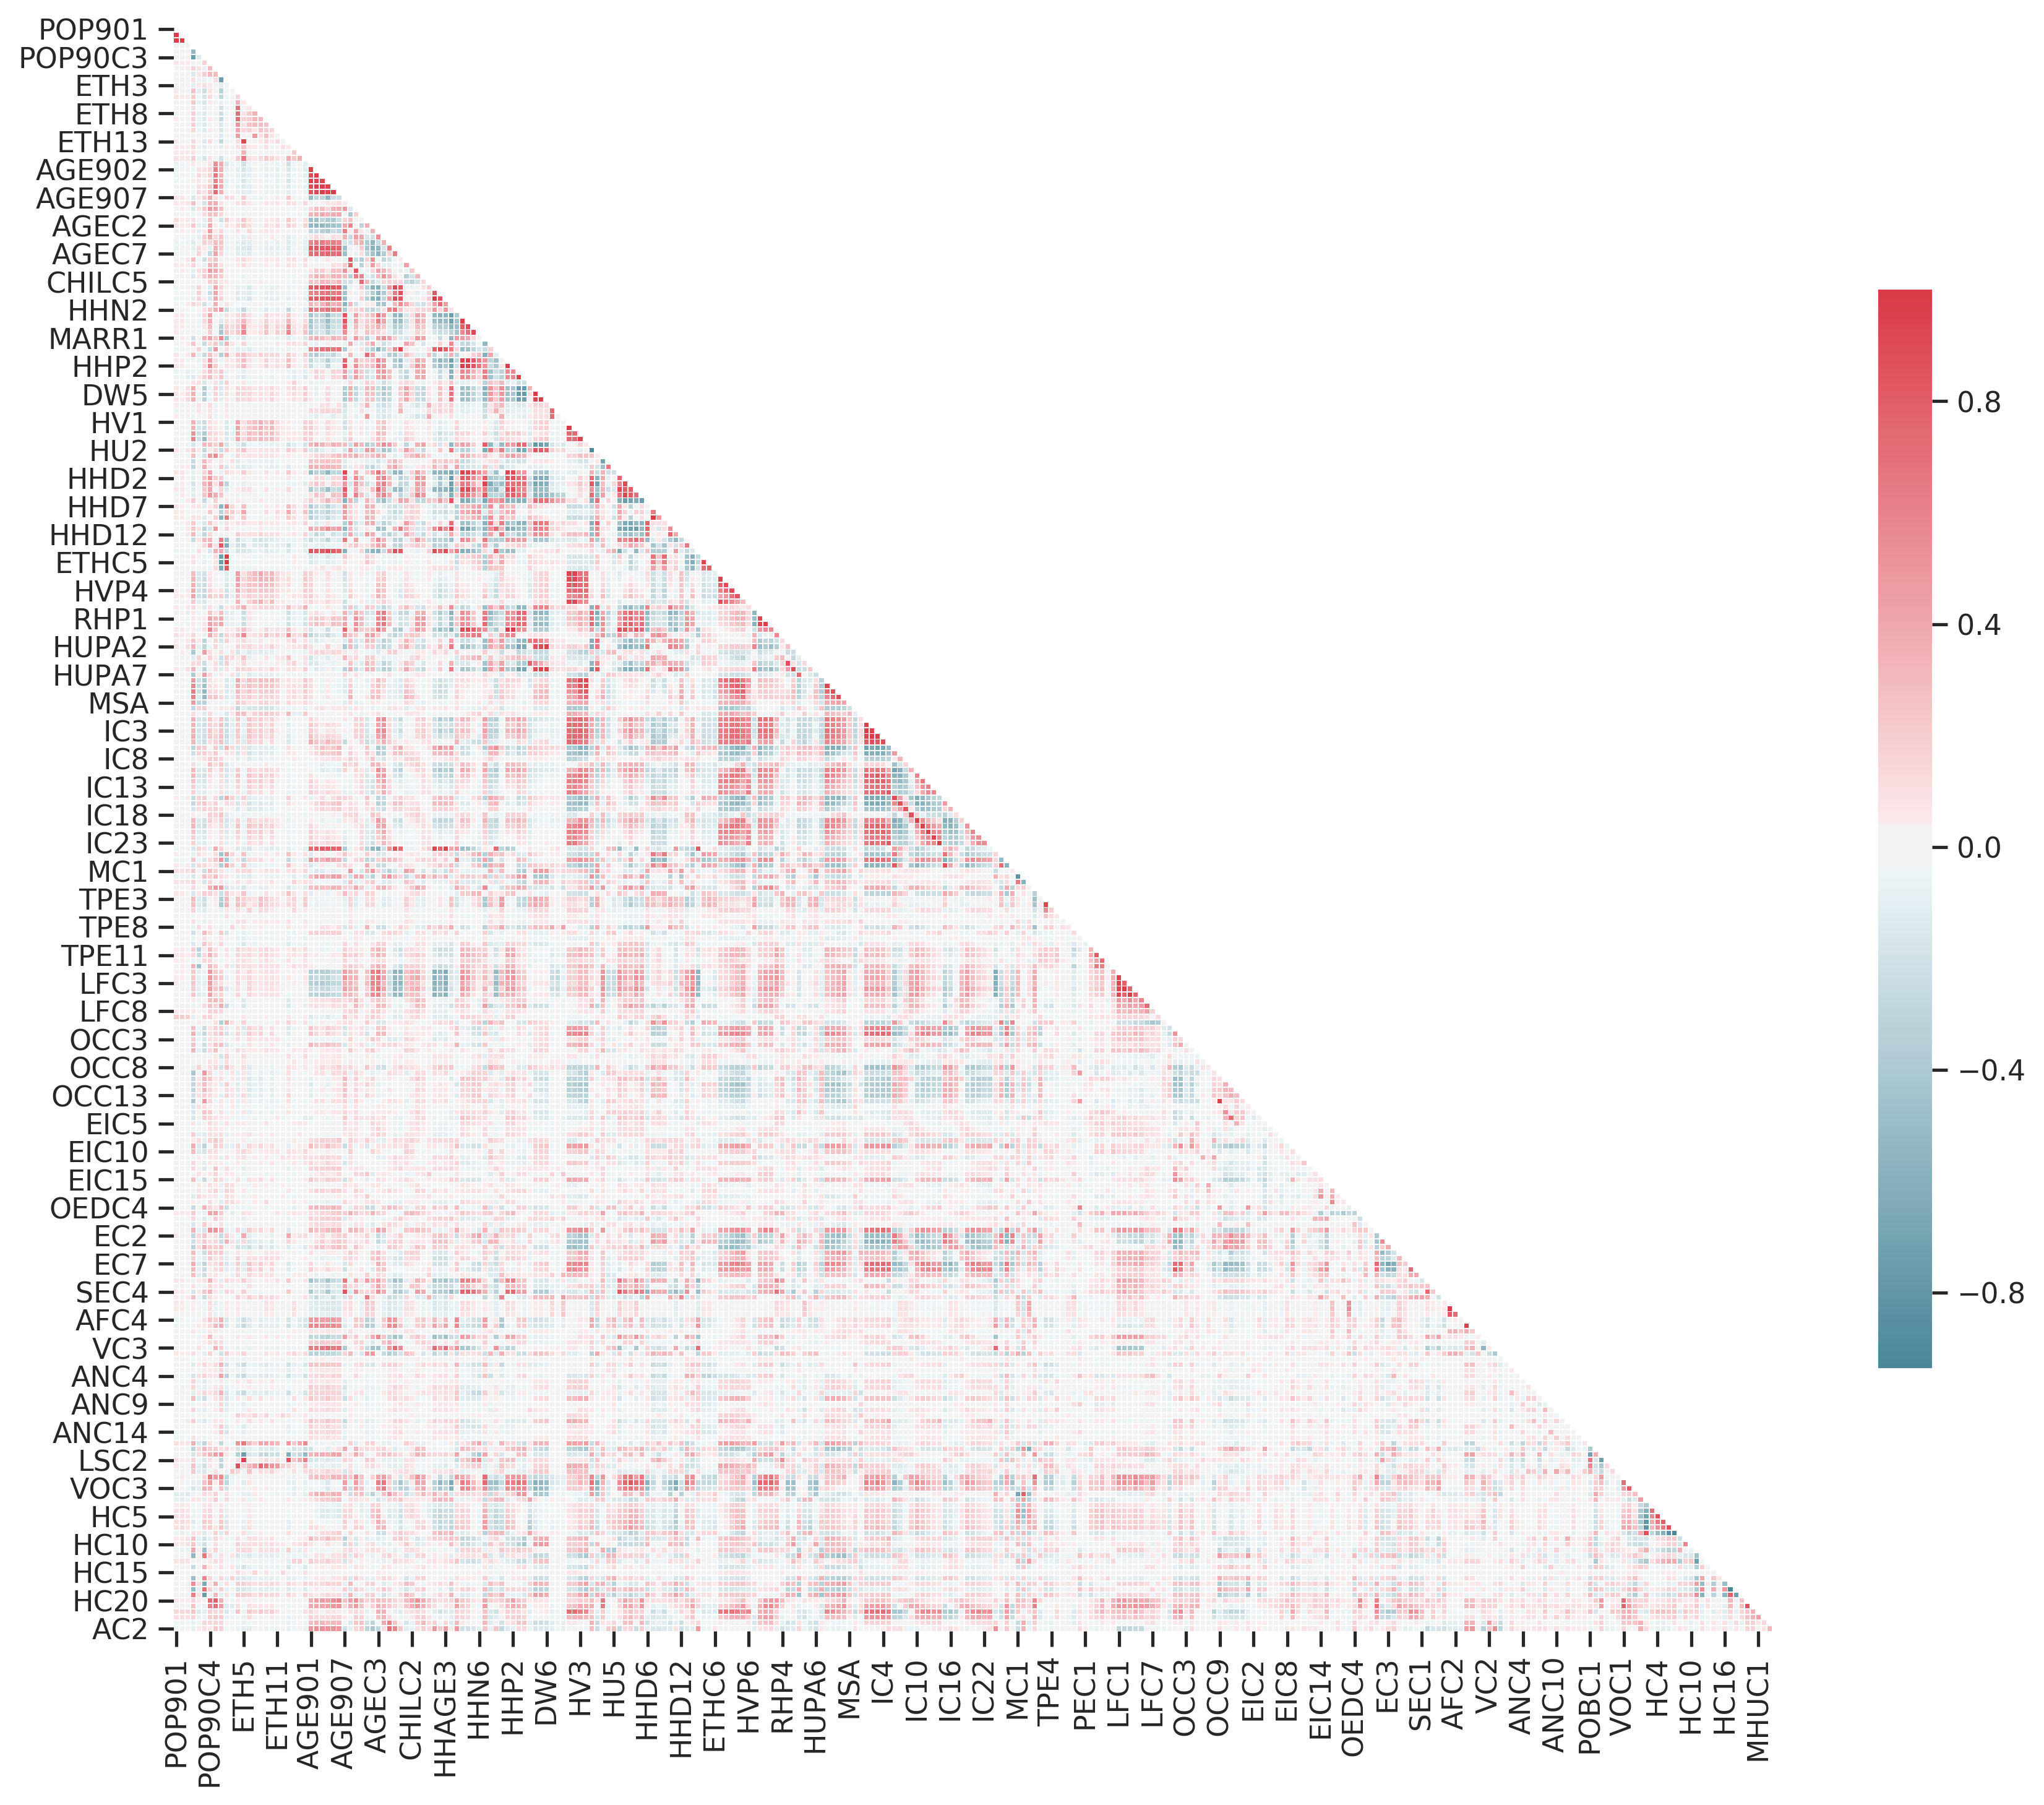 POP901
POP90C3
ETH3
ETH8
ETH13
AGE902
AGE907
AGEC2
AGEC7
CHILC5
HHN2
MARR1
HHP2
DW5
HV1
HU2
HHD2
HHD7
HHD12
ETHC5
HVP4
RHP1
HUPA2
HUPA7
MSA
IC3
IC8
IC13
IC18
IC23
MC1
TPE3
TPE8
TPE11
LFC3
LFC8
OCC3
OCC8
OCC13
EIC5
EIC10
EIC15
OEDC4
EC2
EC7
SEC4
AFC4
VC3
ANC4
ANC9
ANC14
LSC2
VOC3
HC5
HC10
HC15
HC20
AC2
POP901
POP90C4
ETH5
ETH11
AGE901
AGE907
AGEC3
CHILC2
HHAGE3
HHN6
HHP2
DW6
HV3
HU5
HHD6
HHD12
ETHC6
HVP6
RHP4
HUPA6
MSA
IC4
IC10
IC16
IC22
MC1
TPE4
PEC1
LFC1
LFC7
OCC3
OCC9
EIC2
EIC8
EIC14
OEDC4
EC3
SEC1
AFC2
VC2
ANC4
ANC10
POBC1
VOC1
HC4
HC10
HC16
MHUC1
0.8
0.4
0.0
−0.4
−0.8